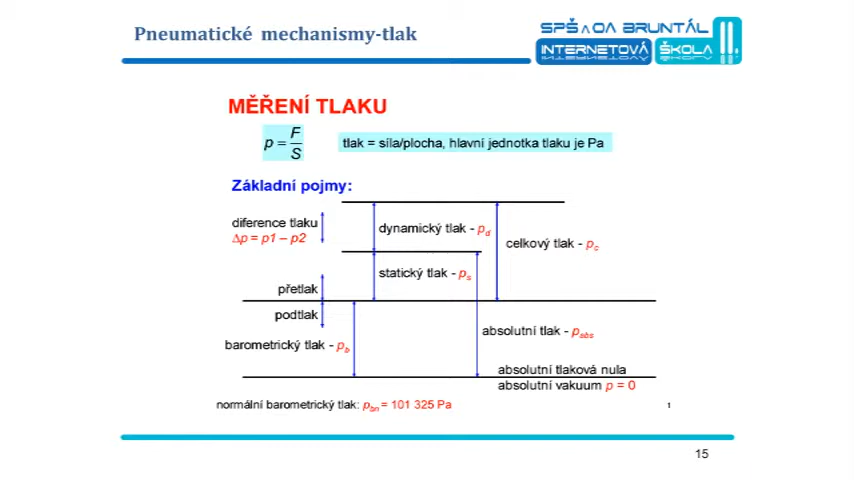 Pneumatické mechanismy-tlak
SPŠ A OA BRUNTÁL
INTERNETOVÁ ŠKOLA
MĚŘENÍ TLAKU
p = F/S
tlak = síla/plocha, hlavní jednotka tlaku je Pa
Základní pojmy:
diference tlaku
Δp = p1 – p2
dynamický tlak - pd
celkový tlak - pc
statický tlak - ps
přetlak
podtlak
absolutní tlak - pabs
barometrický tlak - pb
absolutní tlaková nula
absolutní vakuum p = 0
normální barometrický tlak: pbn = 101 325 Pa
1
15